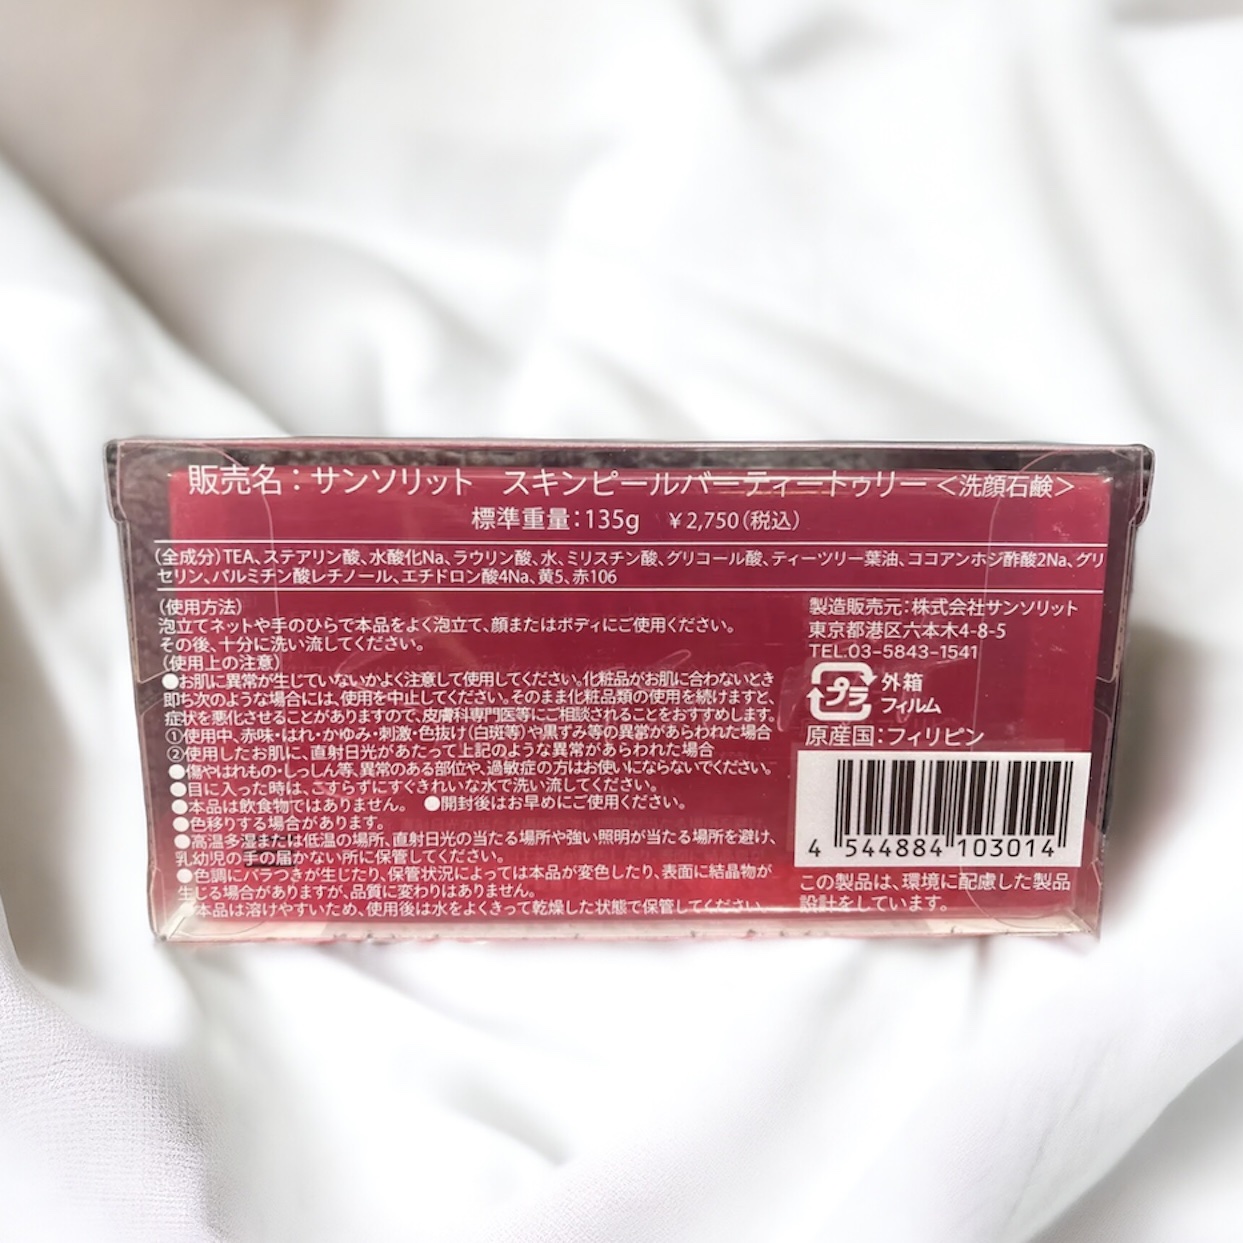 販売名：サンソリット　スキンピールバーティートゥリー＜洗顔石鹸＞
標準重量：135g　￥2,750（税込）
（全成分）TEA、ステアリン酸、水酸化Na、ラウリン酸、水、ミリスチン酸、グリコール酸、ティーツリー葉油、ココアンホジ酢酸2Na、グリ
セリン、パルミチン酸レチノール、エチドロン酸4Na、黄5、赤106
（使用方法）
泡立てネットや手のひらで本品をよく泡立て、顔またはボディにご使用ください。
その後、十分に洗い流してください。
（使用上の注意）
●お肌に異常が生じていないかよく注意して使用してください。化粧品がお肌に合わないとき
即ち次のような場合には、使用を中止してください。そのまま化粧品類の使用を続けますと、
症状を悪化させることがありますので、皮膚科専門医等にご相談されることをおすすめします。
①使用中、赤味・はれ・かゆみ・刺激・色抜け（白斑等）や黒ずみ等の異常があらわれた場合
②使用したお肌に、直射日光があたって上記のような異常があらわれた場合
●傷やはれもの・しっしん等、異常のある部位や、過敏症の方はお使いにならないでください。
●目に入った時は、こすらずにすぐきれいな水で洗い流してください。
●本品は飲食物ではありません。　●開封後はお早めにご使用ください。
●色移りする場合があります。
●高温多湿または低温の場所、直射日光の当たる場所や強い照明が当たる場所を避け、
乳幼児の手の届かない所に保管してください。
●色調にバラつきが生じたり、保管状況によっては本品が変色したり、表面に結晶物が
生じる場合がありますが、品質に変わりはありません。
本品は溶けやすいため、使用後は水をよくきって乾燥した状態で保管してください。
製造販売元：株式会社サンソリット
東京都港区六本木4-8-5
TEL.03-5843-1541
プラ 外箱
フィルム
原産国：フィリピン
4 544884 103014
この製品は、環境に配慮した製品
設計をしています。